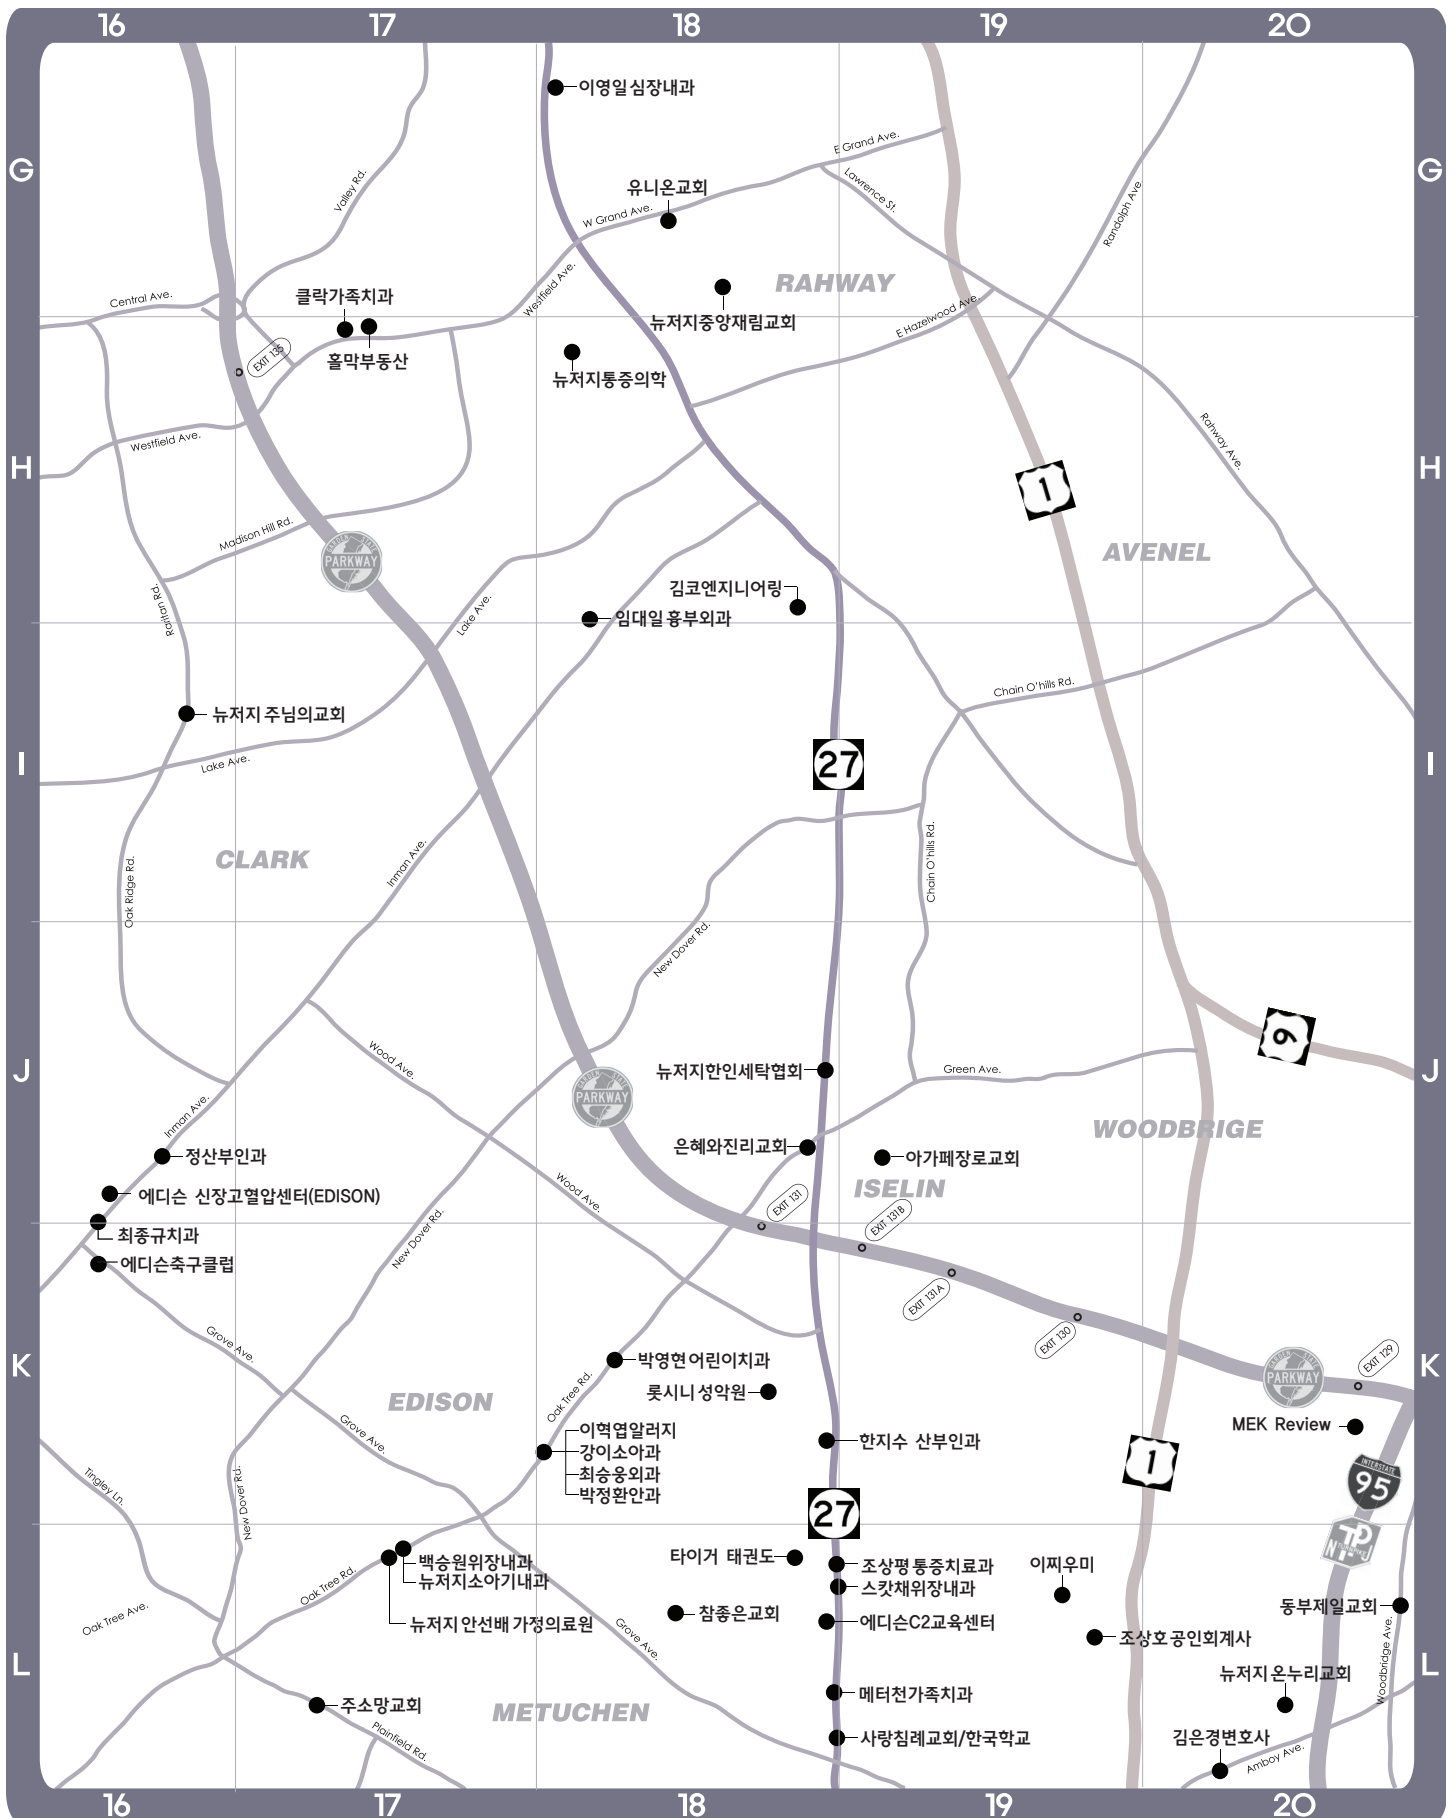 16 17 18 19 20
이영일심장내과
G G
E Grand Ave.
Valley Rd.
Lawrence St.
유니온교회
W Grand Ave.
Randolph Ave
Westfield Ave.
RAHWAY
클락가족치과
Central Ave.
뉴저지중앙재림교회
E Hazelwood Ave.
EXIT 135
홀막부동산
뉴저지통증의학
Westfield Ave.
Rahway Ave.
H H
1
Madison Hill Rd.
GARDEN STATE PARKWAY
AVENEL
김코엔지니어링
Raritan Rd.
Lake Ave.
임대일흉부외과
Chain O'hills Rd.
뉴저지주님의교회
Lake Ave.
I I
27
CLARK
Inman Ave.
Oak Ridge Rd.
Chain O'hills Rd.
New Dover Rd.
Wood Ave.
9
J J
뉴저지한인세탁협회
Green Ave.
GARDEN STATE PARKWAY
Inman Ave.
WOODBRIGE
은혜와진리교회
정산부인과
아가페장로교회
ISELIN
에디슨 신장고혈압센터(EDISON)
Wood Ave.
EXIT 131
EXIT 131B
최종규치과
New Dover Rd.
에디슨축구클럽
EXIT 131A
EXIT 130
Grove Ave.
박영현어린이치과
K K
EXIT 129
GARDEN STATE PARKWAY
롯시니성악원
EDISON
Oak Tree Rd.
MEK Review
이혁엽알러지
Grove Ave.
한지수 산부인과
강이소아과
최승웅외과
박정환안과
1
INTERSTATE 95
Tingley Ln.
New Dover Rd.
27
N TP J
백승원위장내과
타이거 태권도
조상평통증치료과
이찌우미
뉴저지소아기내과
스캇채위장내과
Oak Tree Rd.
Oak Tree Ave.
참좋은교회
동부제일교회
뉴저지안선배가정의료원
에디슨C2교육센터
Grove Ave.
조상호공인회계사
L L
Woodbridge Ave.
뉴저지온누리교회
메터천가족치과
주소망교회
METUCHEN
Plainfield Rd.
사랑침례교회/한국학교
김은경변호사
Amboy Ave.
16 17 18 19 20